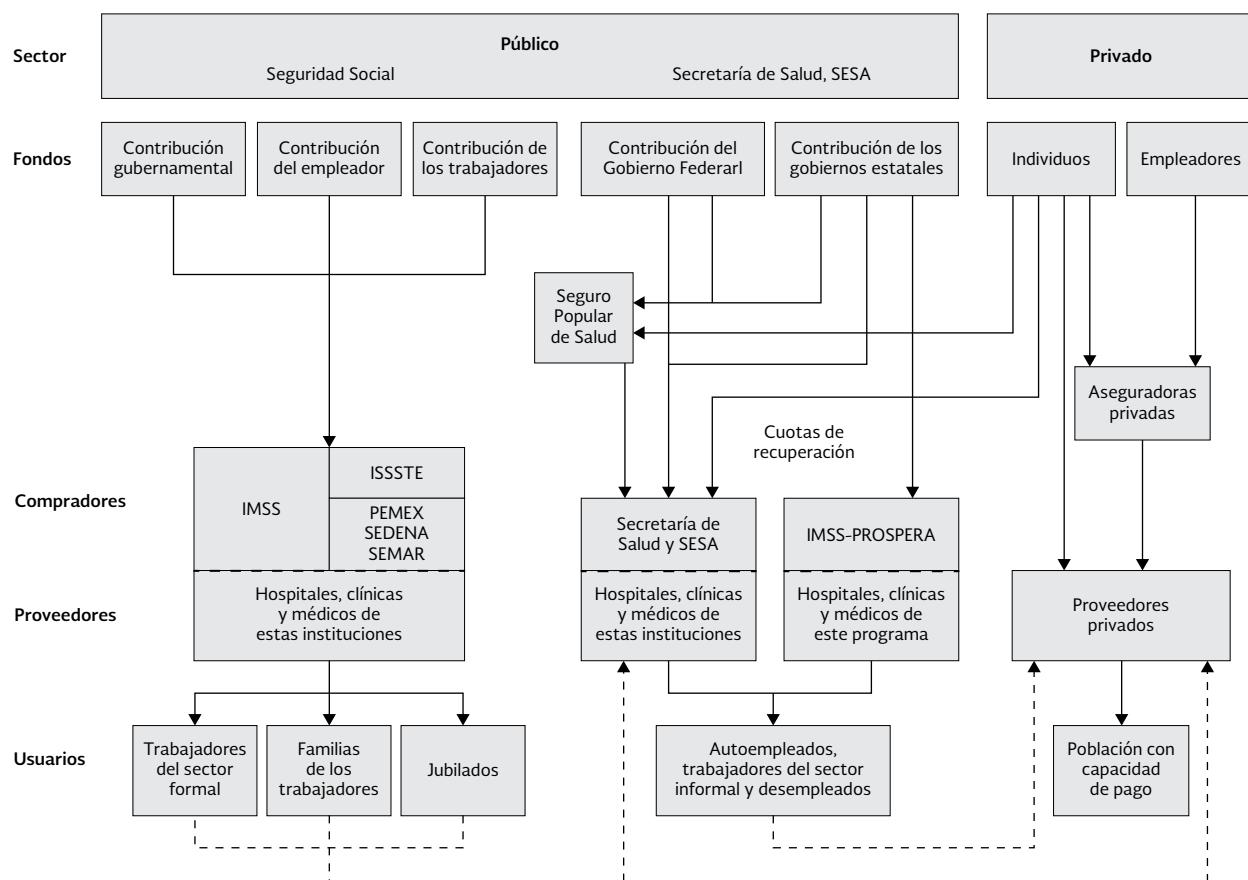 Sector
Público
Seguridad Social
Secretaría de Salud, SESA
Privado
Fondos
Contribución
gubernamental
Contribución
del empleador
Contribución de
los trabajadores
Contribución del
Gobierno Federarl
Contribución de los
gobiernos estatales
Individuos
Empleadores
Seguro
Popular
de Salud
Aseguradoras
privadas
Cuotas de
recuperación
Compradores
IMSS
ISSSTE
PEMEX
SEDENA
SEMAR
Secretaría de
Salud y SESA
IMSS-PROSPERA
Proveedores
Hospitales, clínicas
y médicos de
estas instituciones
Hospitales, clínicas
y médicos de
estas instituciones
Hospitales, clínicas
y médicos de
este programa
Proveedores
privados
Usuarios
Trabajadores
del sector
formal
Familias
de los
trabajadores
Jubilados
Autoempleados,
trabajadores del sector
informal y desempleados
Población con
capacidad
de pago